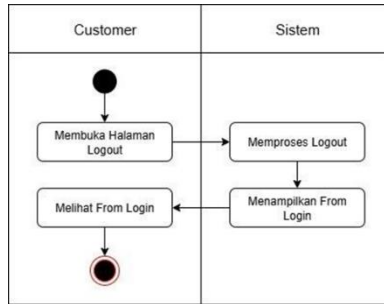 Customer
Sistem
Membuka Halaman
Logout
Memproses Logout
Menampilkan From
Login
Melihat From Login